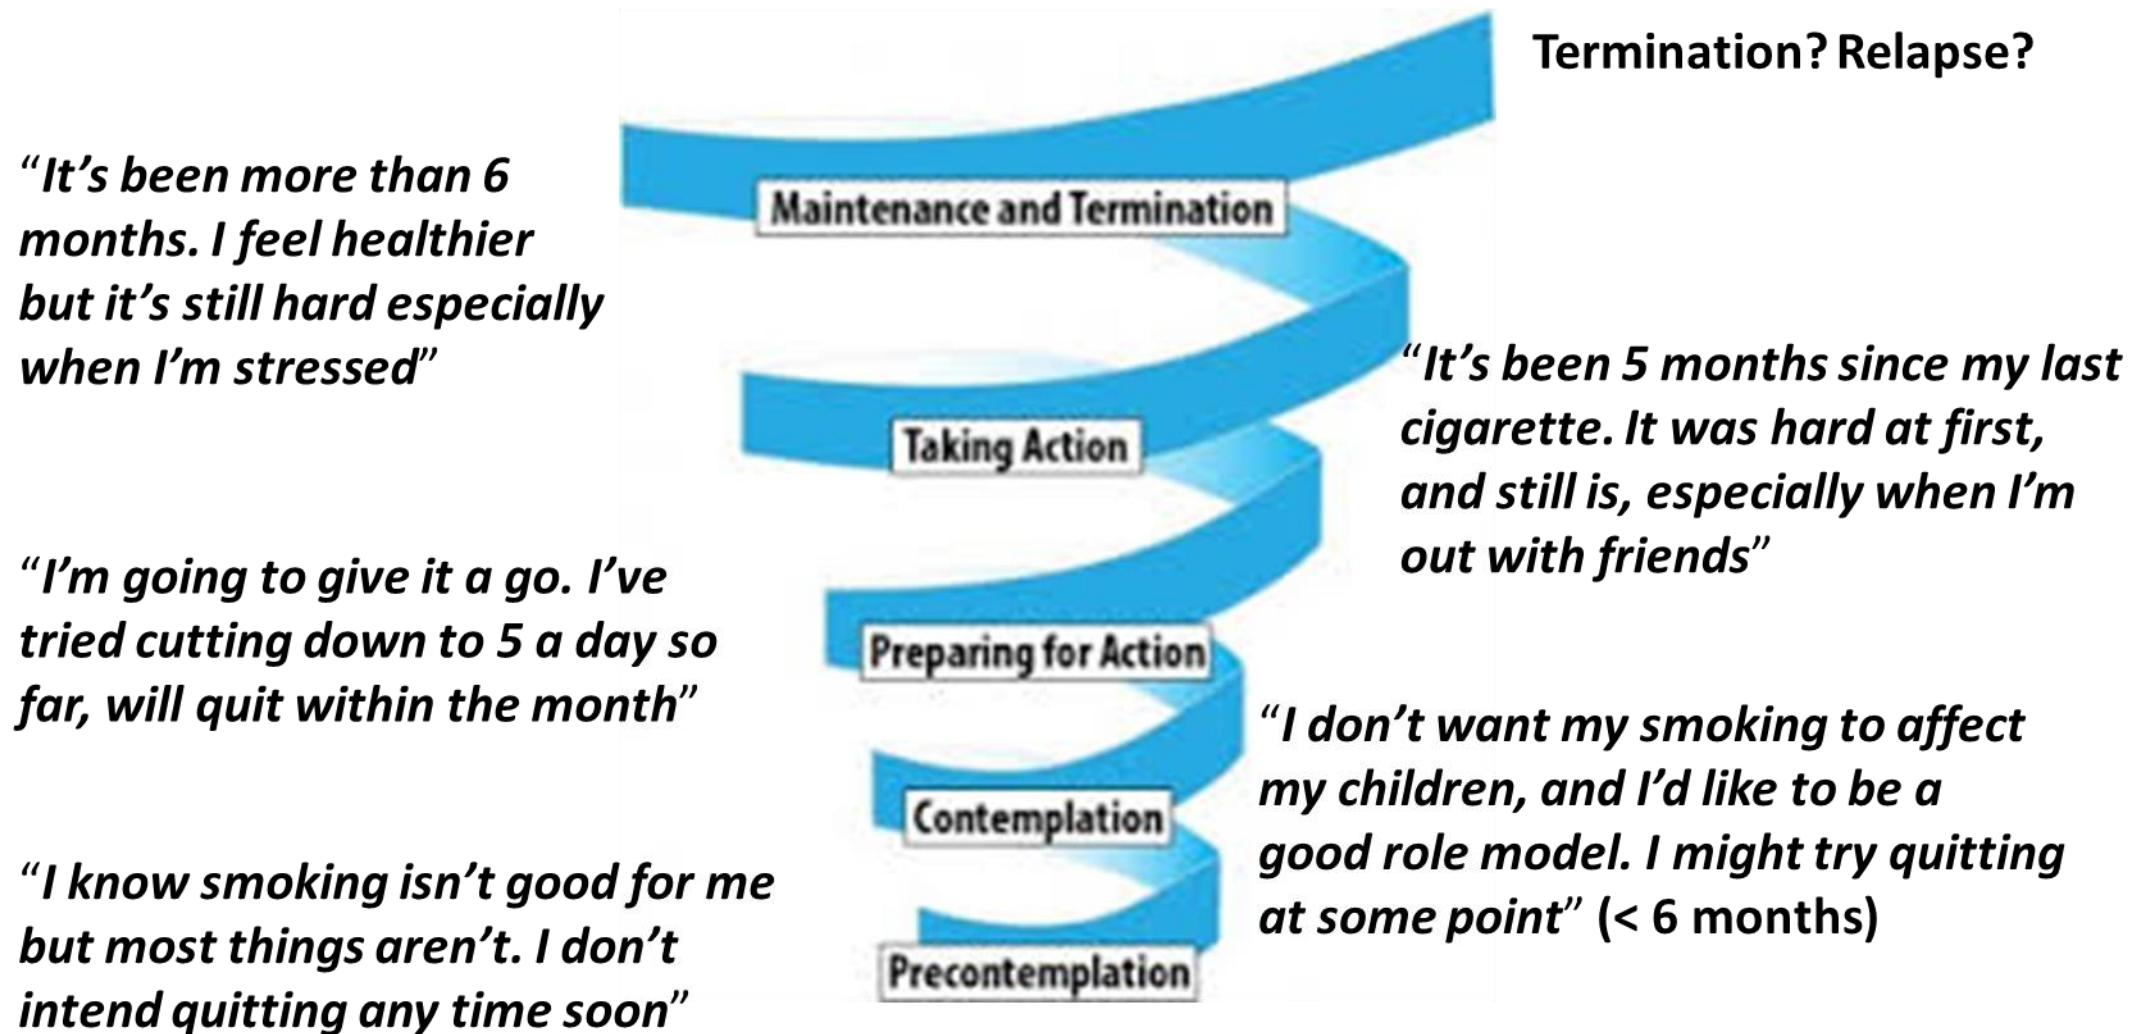 Termination? Relapse?
Maintenance and Termination
“It’s been more than 6
months. I feel healthier
but it’s still hard especially
when I’m stressed”
Taking Action
“It’s been 5 months since my last
cigarette. It was hard at first,
and still is, especially when I’m
out with friends”
Preparing for Action
“I’m going to give it a go. I’ve
tried cutting down to 5 a day so
far, will quit within the month”
Contemplation
“I don’t want my smoking to affect
my children, and I’d like to be a
good role model. I might try quitting
at some point” (< 6 months)
Precontemplation
“I know smoking isn’t good for me
but most things aren’t. I don’t
intend quitting any time soon”